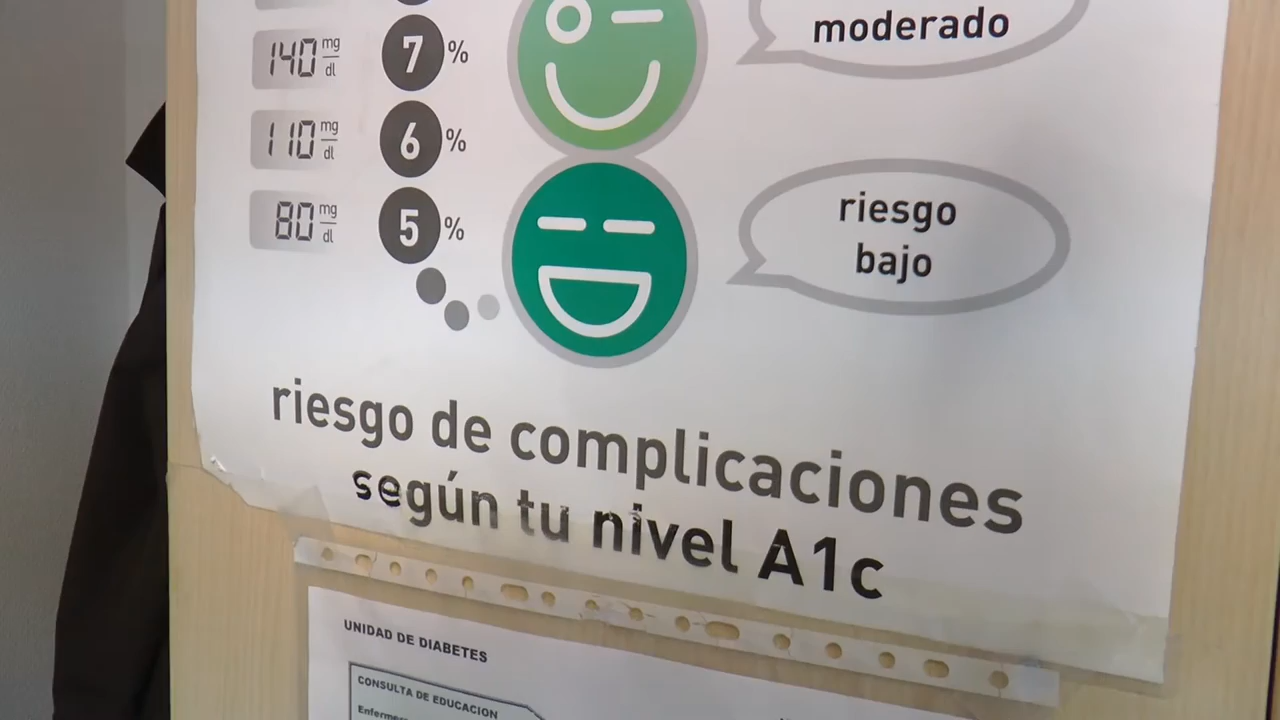 moderado
140 mg/dl 7 %
110 mg/dl 6 %
80 mg/dl 5 %
riesgo
bajo
riesgo de complicaciones
según tu nivel A1c
UNIDAD DE DIABETES
CONSULTA DE EDUCACION